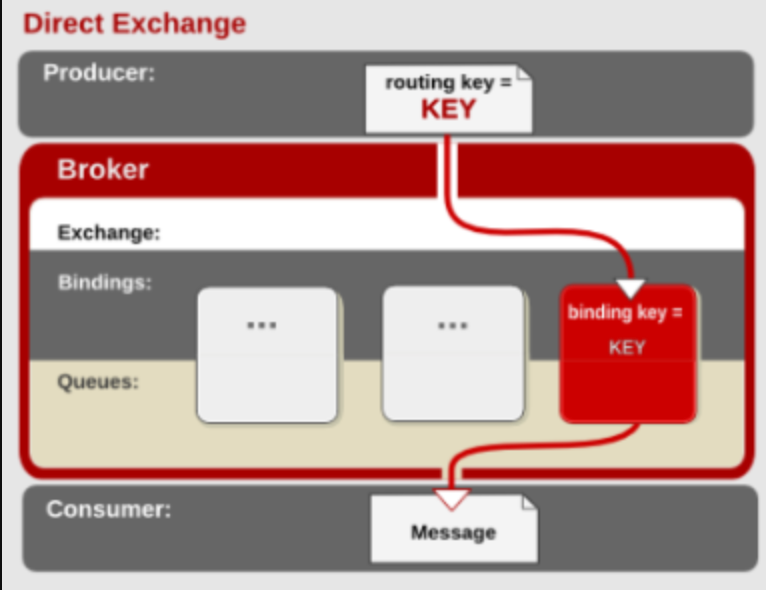 Direct Exchange
Producer:
routing key =
KEY
Broker
Exchange:
Bindings:
...
...
binding key =
KEY
Queues:
Consumer:
Message